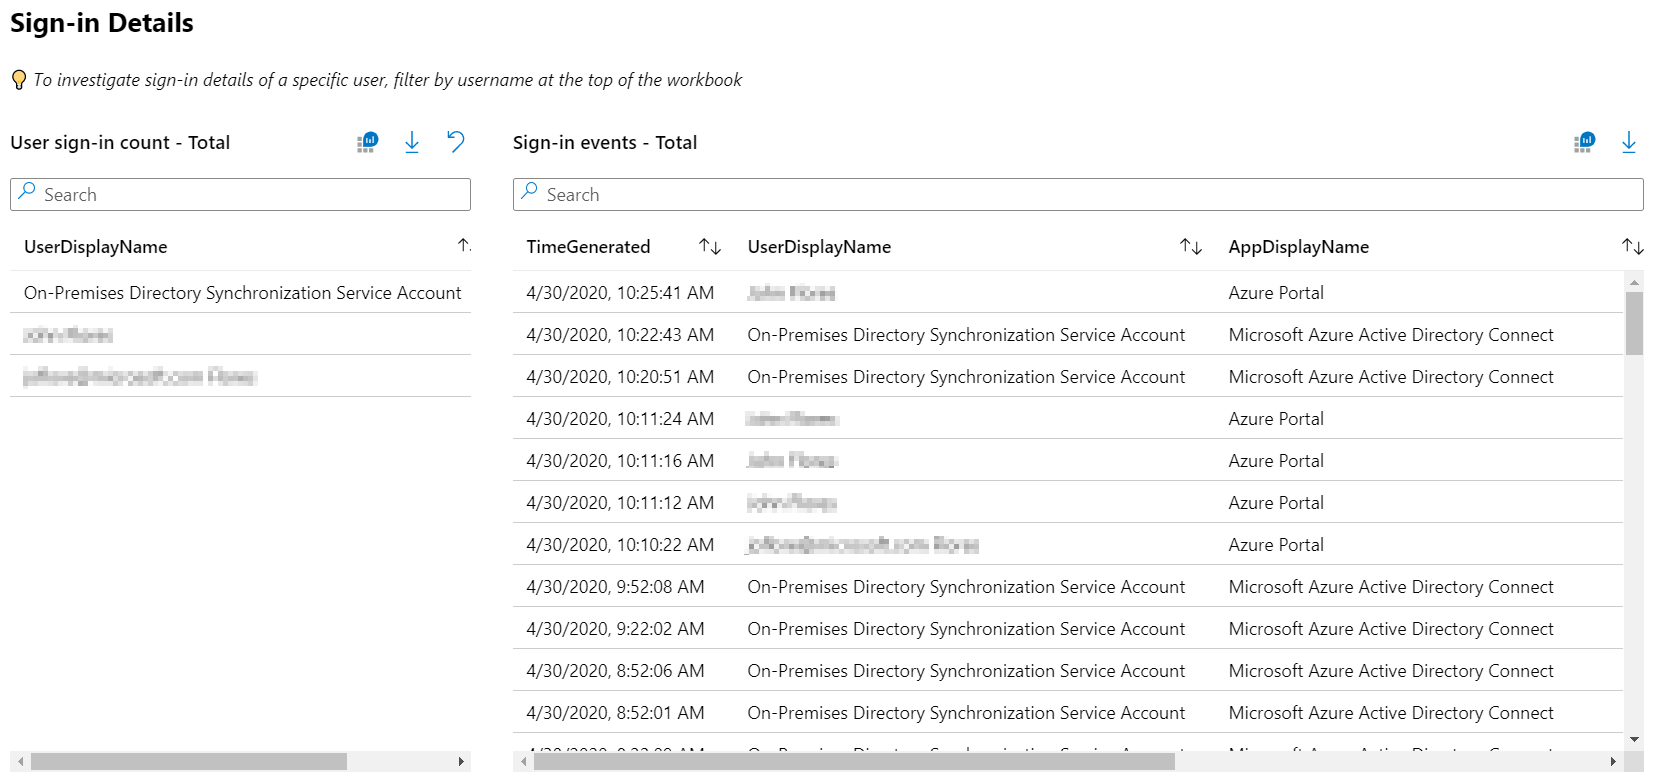 Sign-in Details
To investigate sign-in details of a specific user, filter by username at the top of the workbook
User sign-in count - Total
Search
UserDisplayName
On-Premises Directory Synchronization Service Account
Sign-in events - Total
Search
TimeGenerated UserDisplayName AppDisplayName
4/30/2020, 10:25:41 AM Azure Portal
4/30/2020, 10:22:43 AM On-Premises Directory Synchronization Service Account Microsoft Azure Active Directory Connect
4/30/2020, 10:20:51 AM On-Premises Directory Synchronization Service Account Microsoft Azure Active Directory Connect
4/30/2020, 10:11:24 AM Azure Portal
4/30/2020, 10:11:16 AM Azure Portal
4/30/2020, 10:11:12 AM Azure Portal
4/30/2020, 10:10:22 AM Azure Portal
4/30/2020, 9:52:08 AM On-Premises Directory Synchronization Service Account Microsoft Azure Active Directory Connect
4/30/2020, 9:22:02 AM On-Premises Directory Synchronization Service Account Microsoft Azure Active Directory Connect
4/30/2020, 8:52:06 AM On-Premises Directory Synchronization Service Account Microsoft Azure Active Directory Connect
4/30/2020, 8:52:01 AM On-Premises Directory Synchronization Service Account Microsoft Azure Active Directory Connect